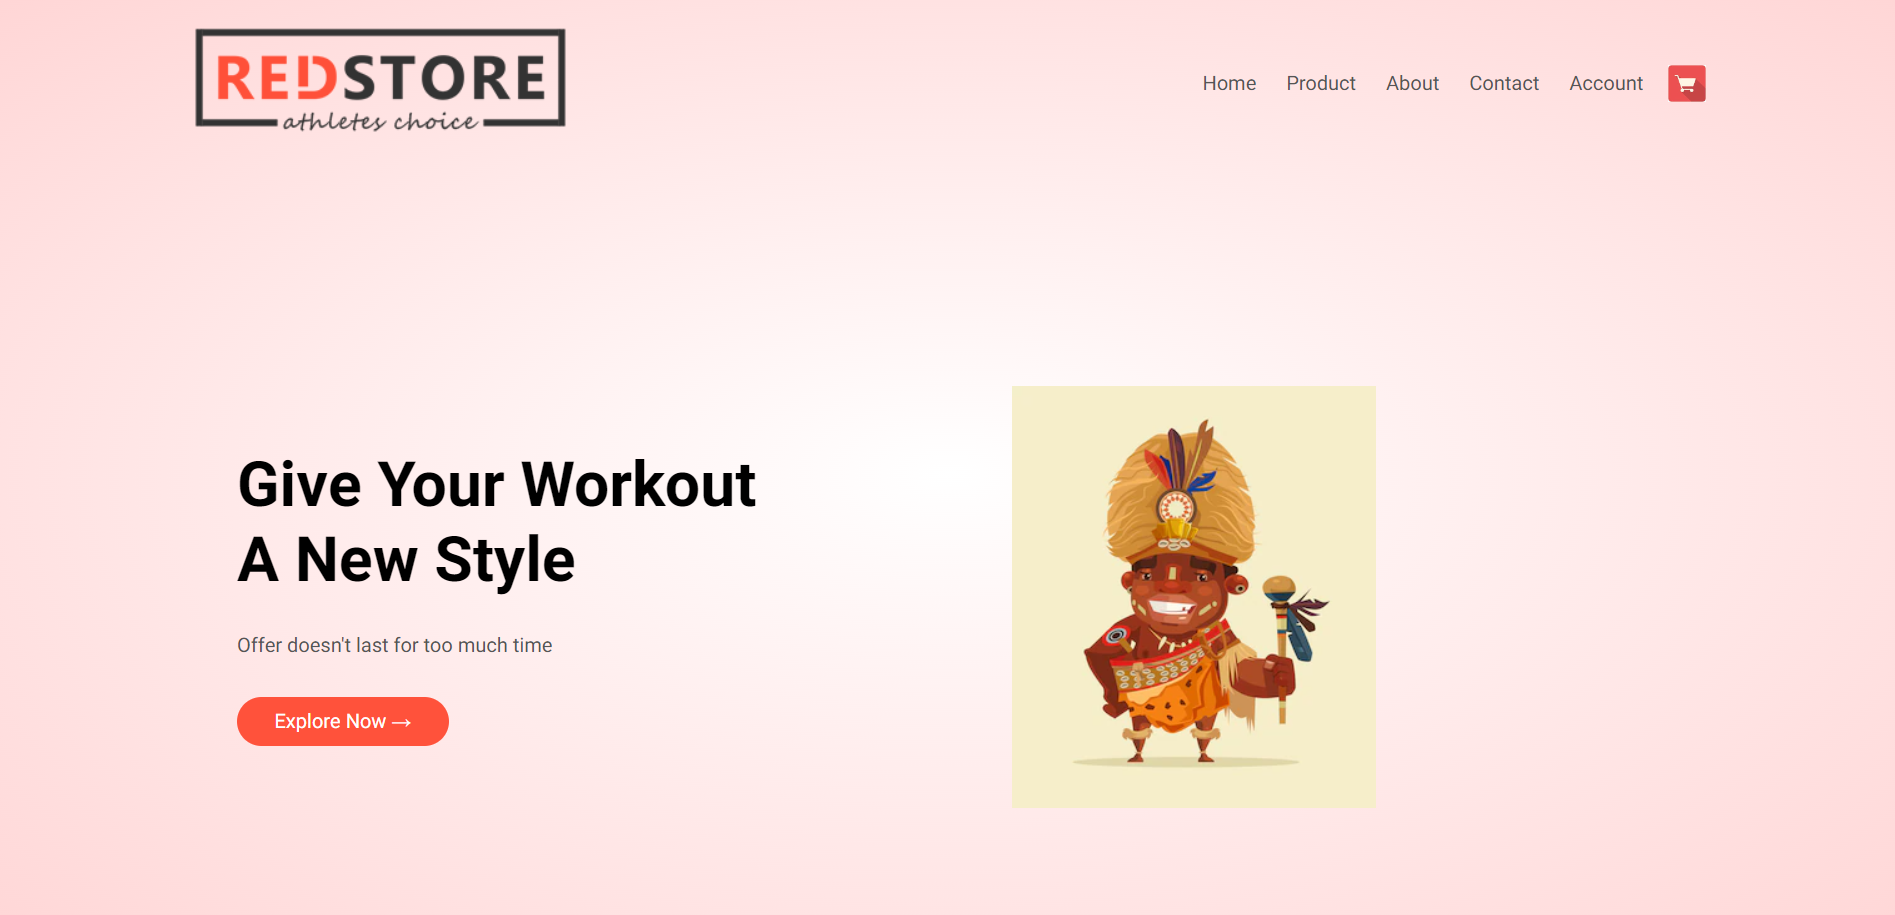 REDSTORE
athletes choice
Home Product About Contact Account
Give Your Workout
A New Style
Offer doesn't last for too much time
Explore Now →